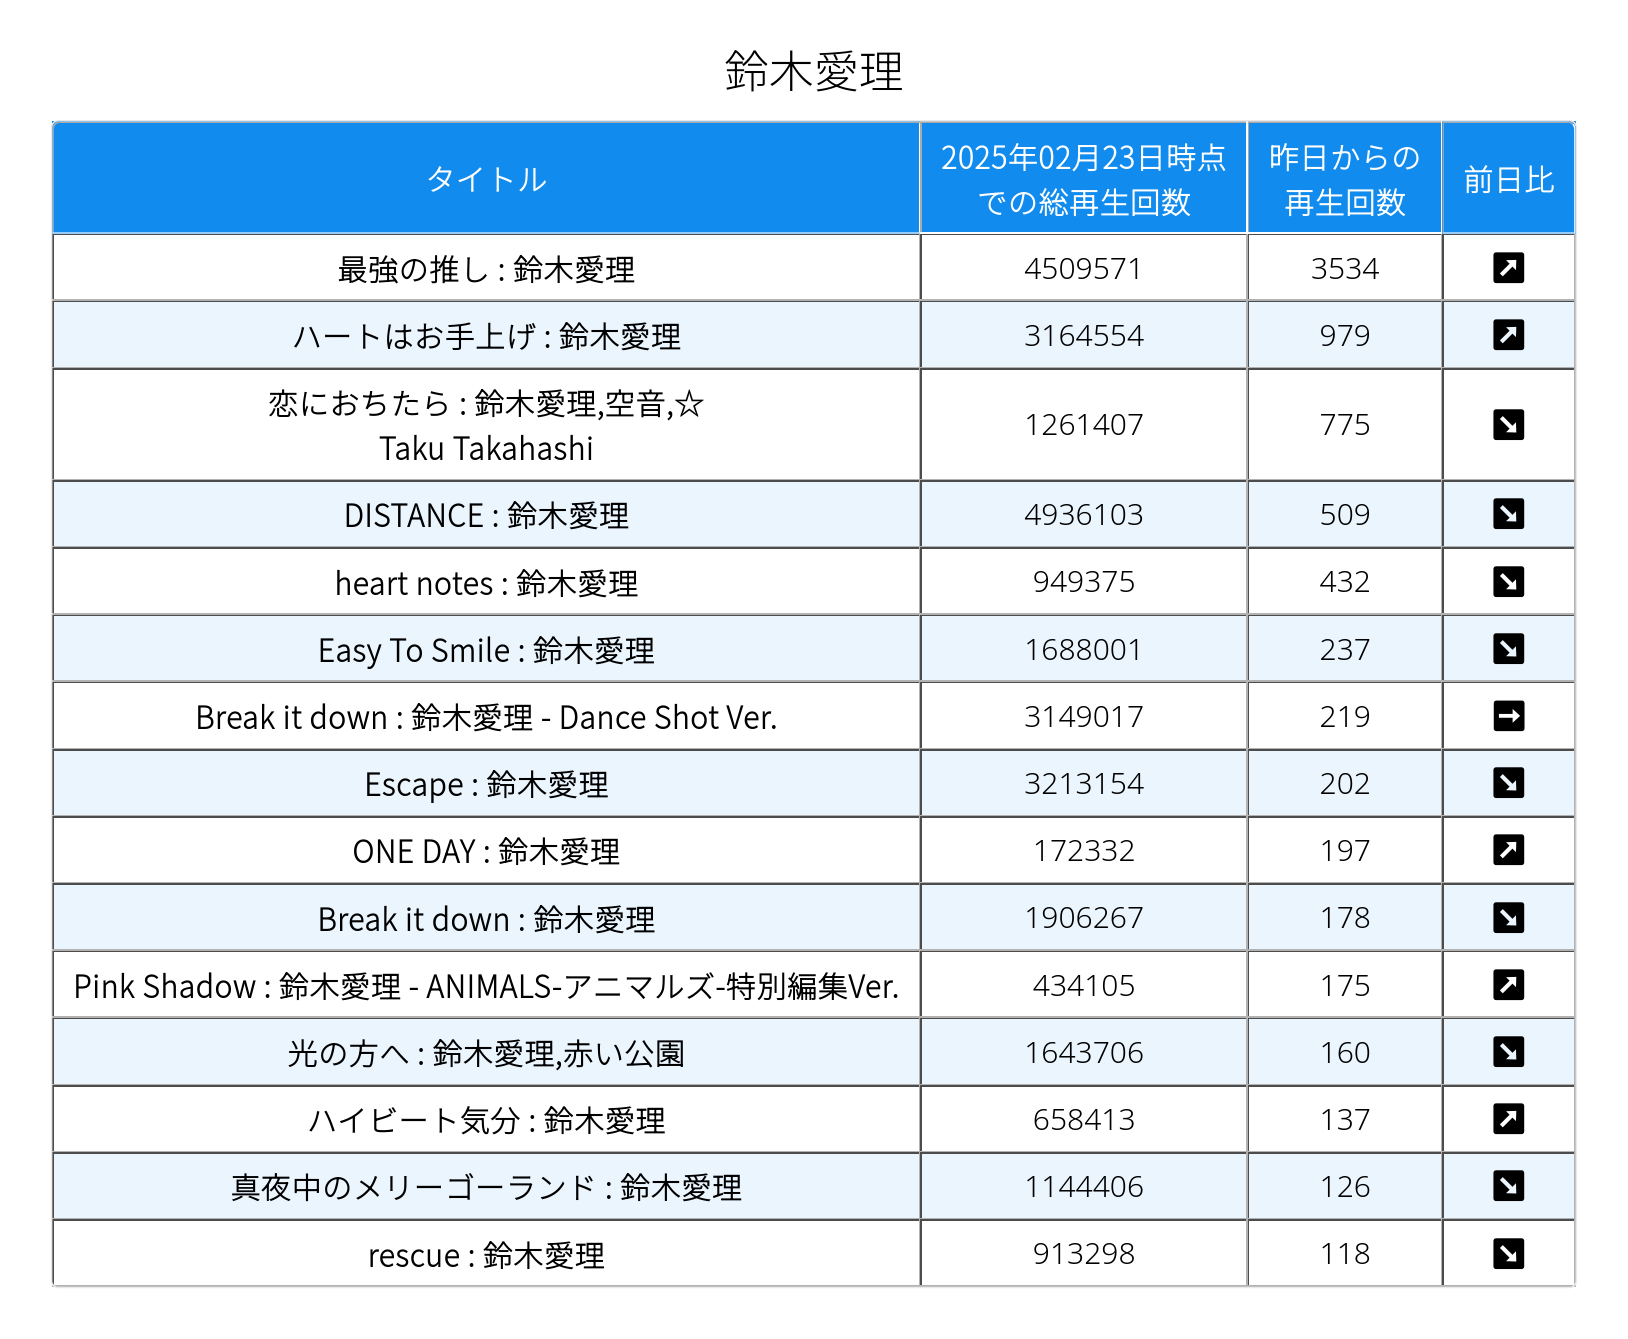 鈴木愛理
タイトル
2025年02月23日時点
での総再生回数
昨日からの
再生回数
前日比
最強の推し : 鈴木愛理 4509571 3534 ↗
ハートはお手上げ : 鈴木愛理 3164554 979 ↗
恋におちたら : 鈴木愛理,空音,☆
Taku Takahashi 1261407 775 ↘
DISTANCE : 鈴木愛理 4936103 509 ↘
heart notes : 鈴木愛理 949375 432 ↘
Easy To Smile : 鈴木愛理 1688001 237 ↘
Break it down : 鈴木愛理 - Dance Shot Ver. 3149017 219 →
Escape : 鈴木愛理 3213154 202 ↘
ONE DAY : 鈴木愛理 172332 197 ↗
Break it down : 鈴木愛理 1906267 178 ↘
Pink Shadow : 鈴木愛理 - ANIMALS-アニマルズ-特別編集Ver. 434105 175 ↗
光の方へ : 鈴木愛理,赤い公園 1643706 160 ↘
ハイビート気分 : 鈴木愛理 658413 137 ↗
真夜中のメリーゴーランド : 鈴木愛理 1144406 126 ↘
rescue : 鈴木愛理 913298 118 ↘